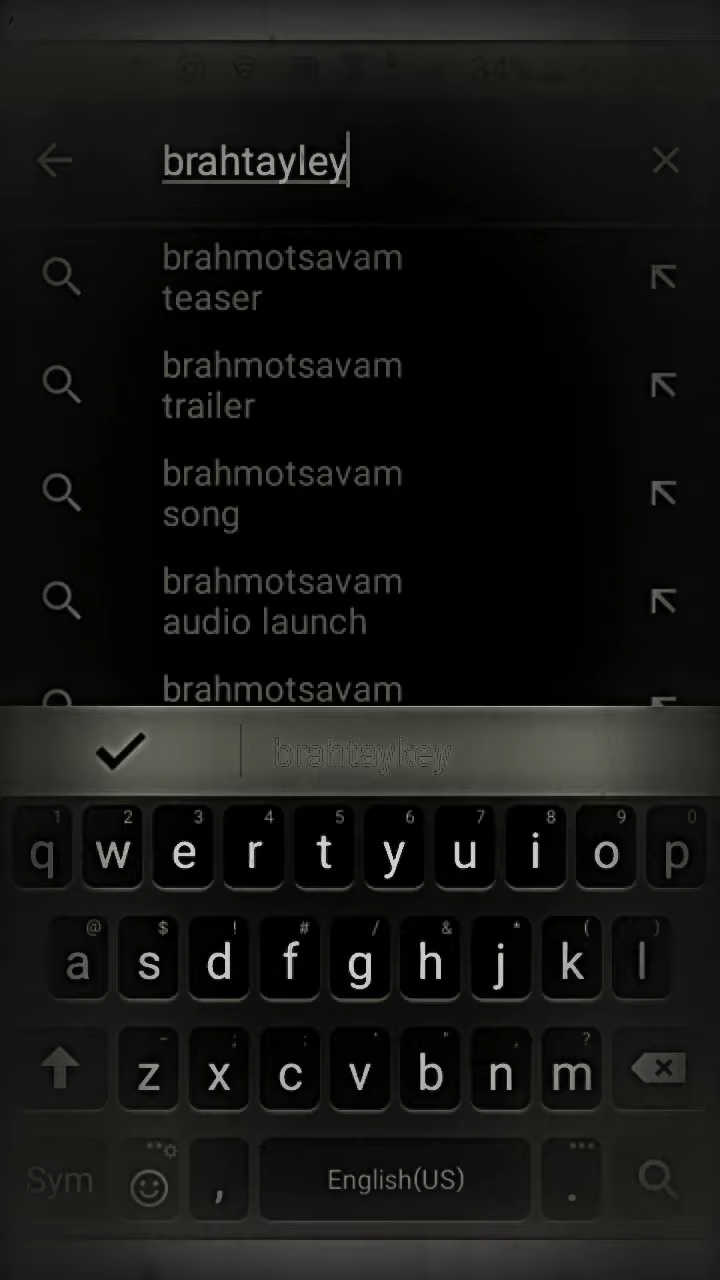 34%
brahtayley
brahmotsavam
teaser
brahmotsavam
trailer
brahmotsavam
song
brahmotsavam
audio launch
brahmotsavam
brahtaykey
1 2 3 4 5 6 7 8 9 0
q w e r t y u i o p
@ $ ! # / & * ( )
a s d f g h j k l
z x c v b n m
?
Sym , English(US) .